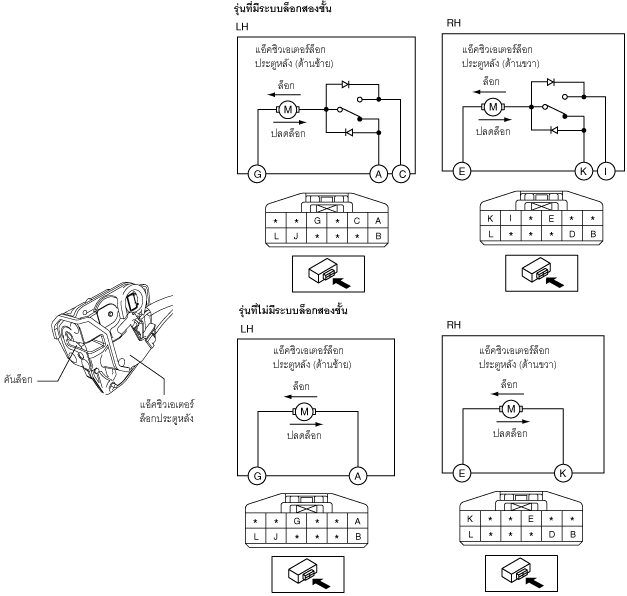 รุ่นที่มีระบบล็อกสองชั้น
LH
แอ็คชิวเอเตอร์ล็อก
ประตูหลัง (ด้านซ้าย)
ล็อก
M
ปลดล็อก
G
A
C
* * G * C A
L J * * * B
RH
แอ็คชิวเอเตอร์ล็อก
ประตูหลัง (ด้านขวา)
ล็อก
M
ปลดล็อก
E
K
I
K I * E * *
L * * * D B
คันล็อก
แอ็คชิวเอเตอร์
ล็อกประตูหลัง
รุ่นที่ไม่มีระบบล็อกสองชั้น
LH
แอ็คชิวเอเตอร์ล็อก
ประตูหลัง (ด้านซ้าย)
ล็อก
M
ปลดล็อก
G
A
* * G * * A
L J * * * B
RH
แอ็คชิวเอเตอร์ล็อก
ประตูหลัง (ด้านขวา)
ล็อก
M
ปลดล็อก
E
K
K * * E * *
L * * * D B